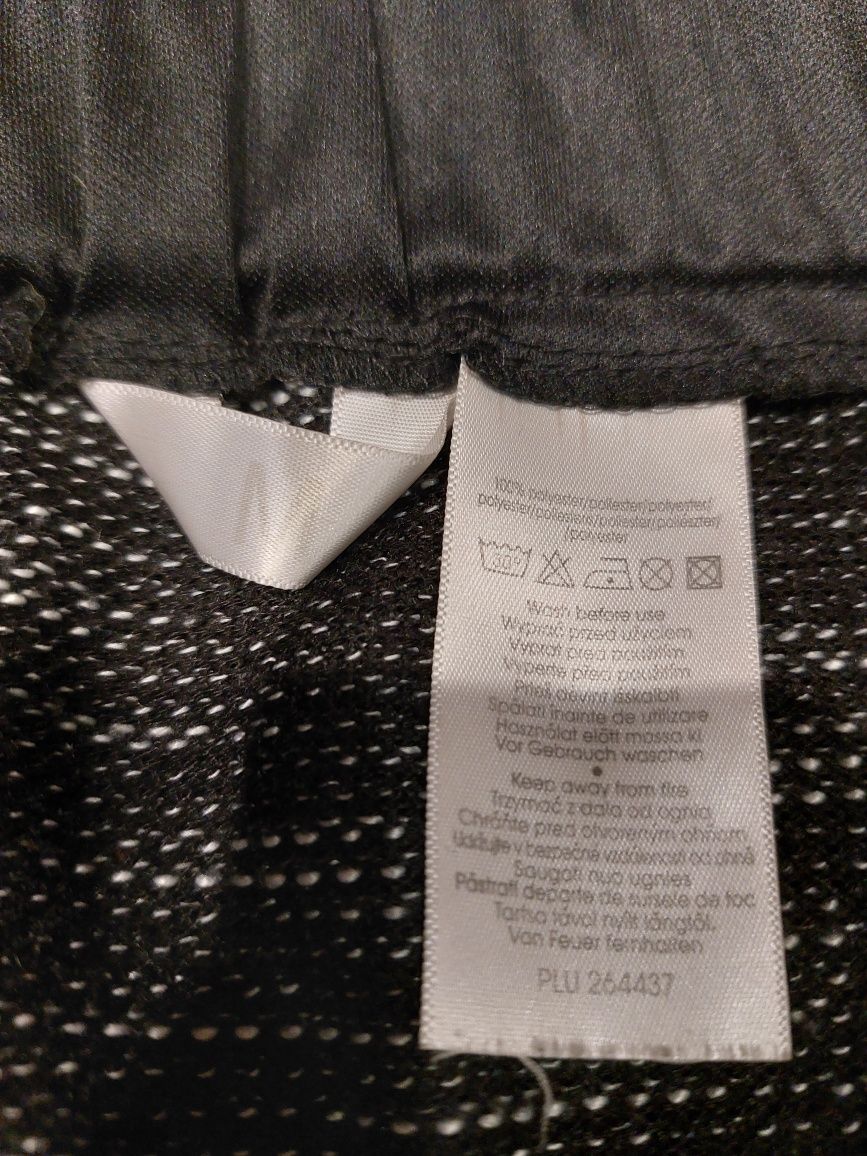 100% polyester/poliester/polyester/
polyester/poliesteris/poliester/poliészter/
/polyester
30°
Wash before use
Wyprać przed użyciem
Vyprať pred použitím
Vyperte před použitím
Prieš dėvint išskalbti
Spălați înainte de utilizare
Használat előtt mossa ki
Vor Gebrauch waschen
Keep away from fire
Trzymać z dala od ognia
Chráňte pred otvoreným ohňom
Udržujte v bezpečné vzdálenosti od ohně
Saugoti nuo ugnies
Păstrați departe de sursele de foc
Tartsa távol nyílt lángtól.
Von Feuer fernhalten
PLU 264437